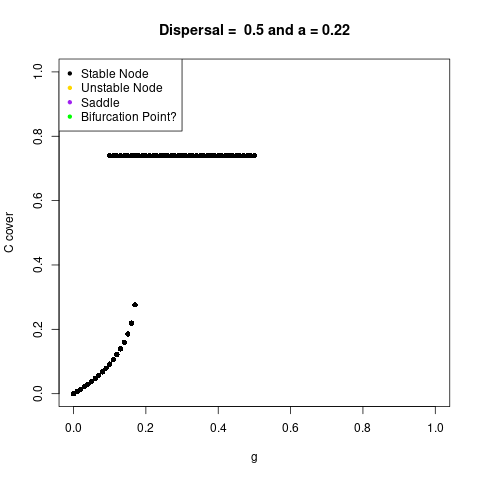 Dispersal =  0.5 and a = 0.22
Stable Node
Unstable Node
Saddle
Bifurcation Point?
C cover
1.0
0.8
0.6
0.4
0.2
0.0
0.0 0.2 0.4 0.6 0.8 1.0
g